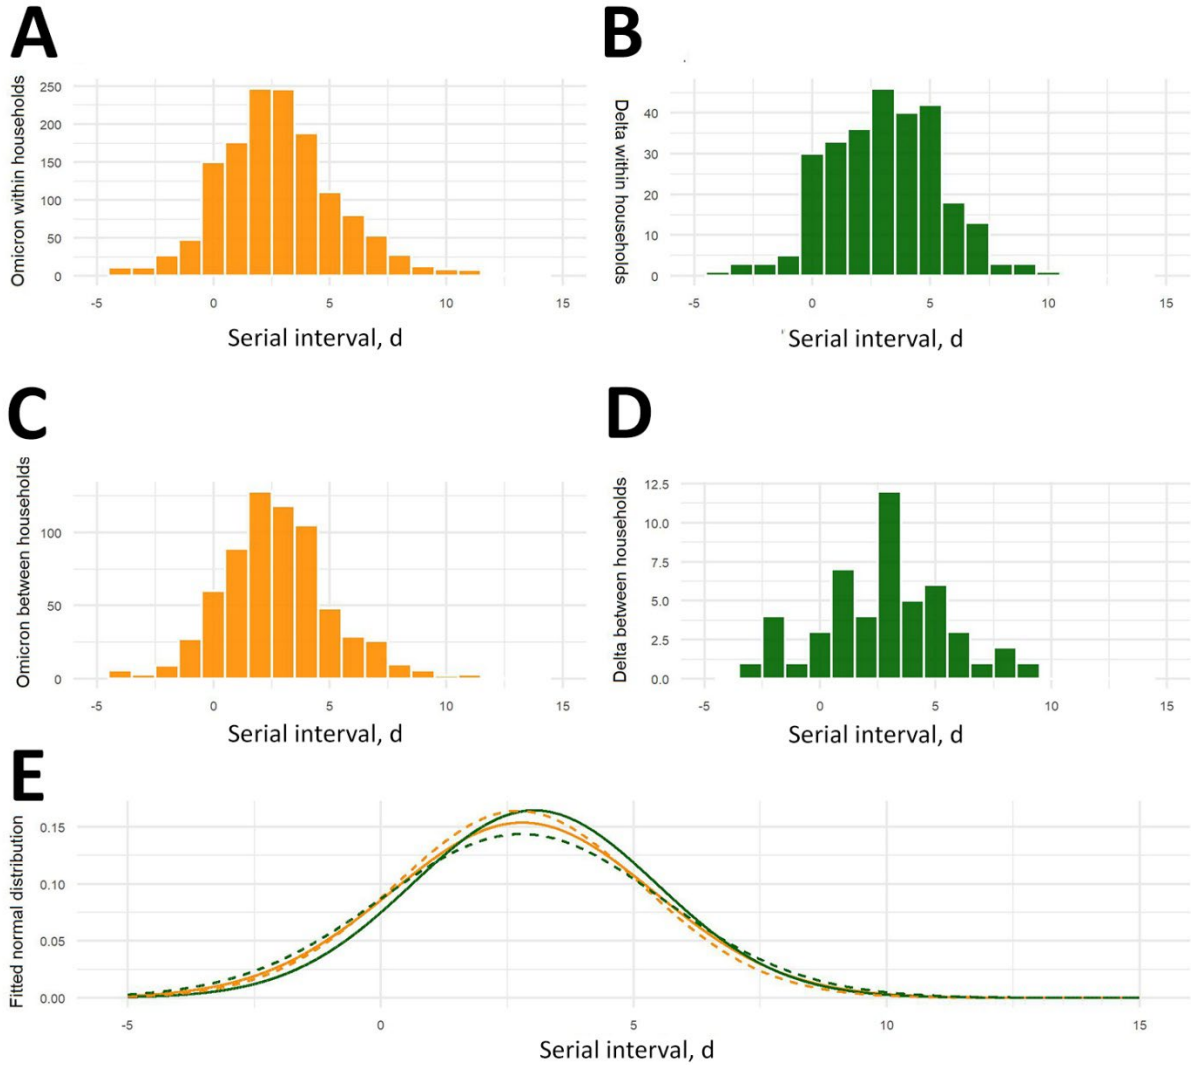 A
Omicron within households
250
200
150
100
50
0
-5 0 5 10 15
Serial interval, d
B
Delta within households
40
30
20
10
0
-5 0 5 10 15
Serial interval, d
C
Omicron between households
100
50
0
-5 0 5 10 15
Serial interval, d
D
Delta between households
12.5
10.0
7.5
5.0
2.5
0.0
-5 0 5 10 15
Serial interval, d
E
Fitted normal distribution
0.15
0.10
0.05
0.00
-5 0 5 10 15
Serial interval, d